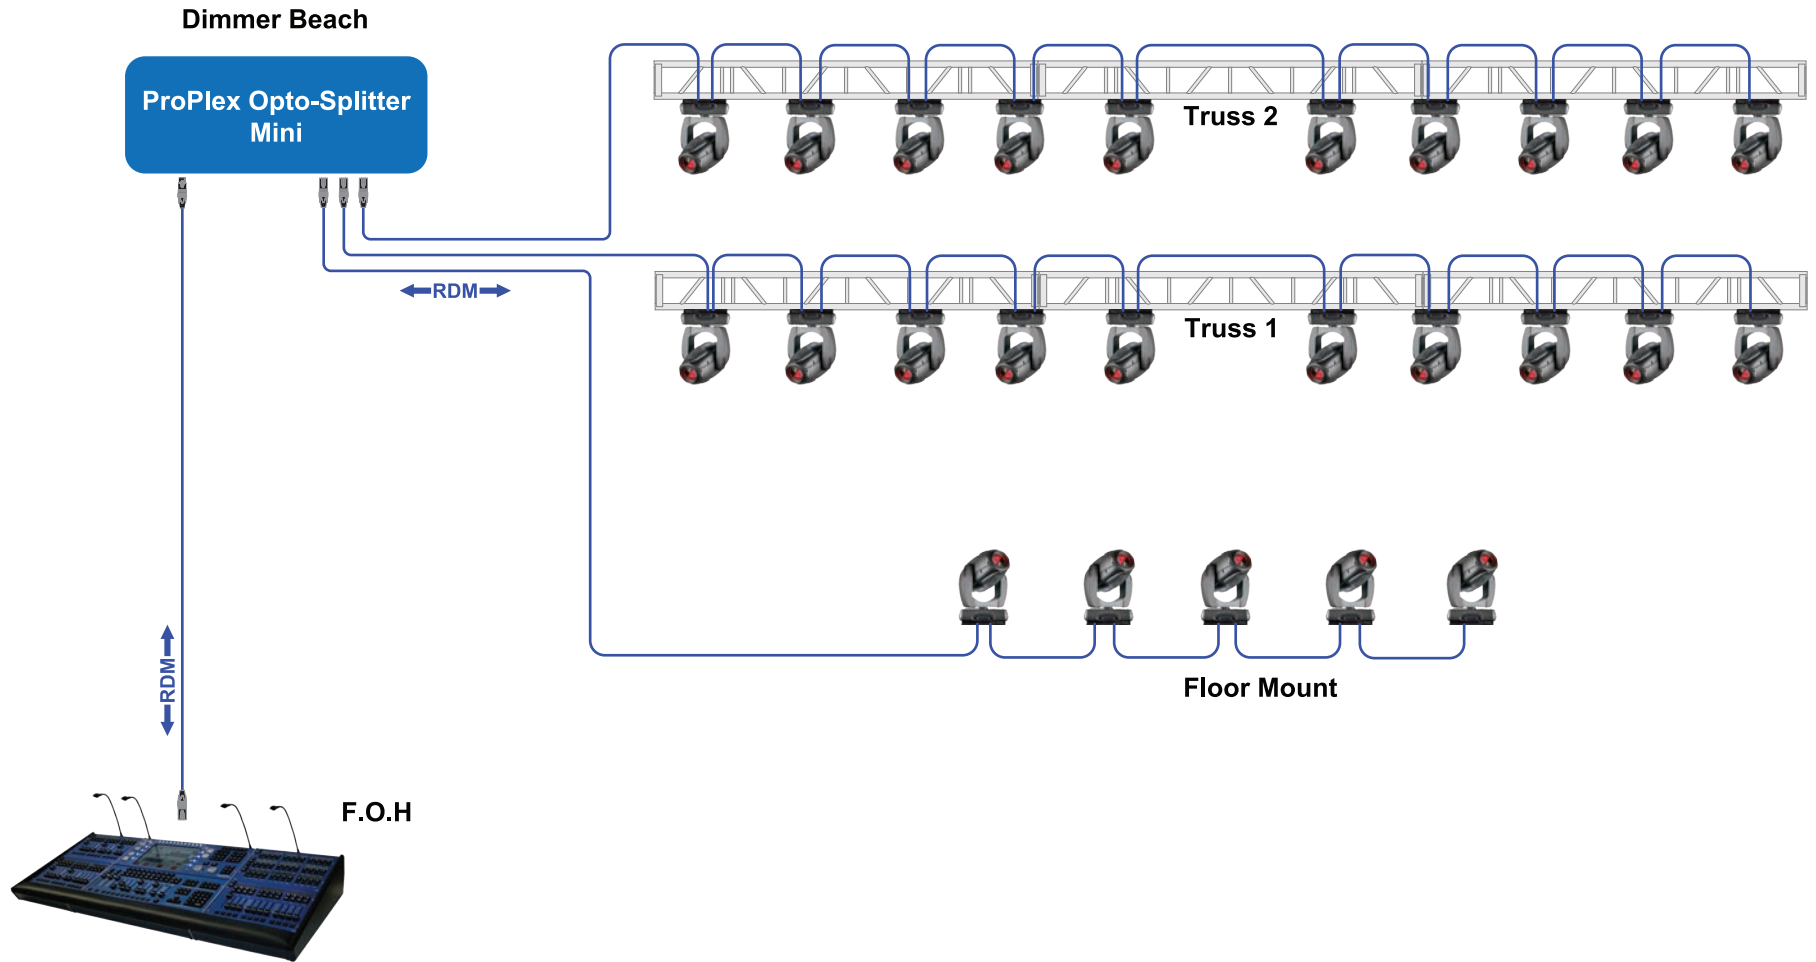 Dimmer Beach
ProPlex Opto-Splitter
Mini
Truss 2
RDM
Truss 1
Floor Mount
RDM
F.O.H